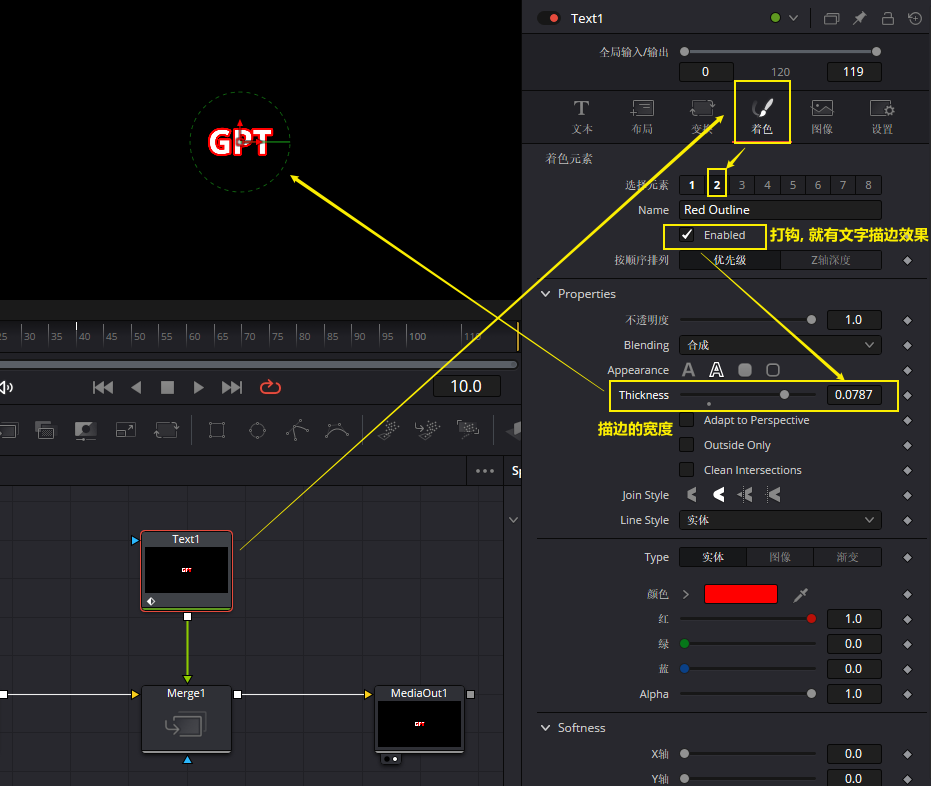 Text1
全局输入/输出
0 120 119
文本 布局 变换 着色 图像 设置
着色元素
选择元素 1 2 3 4 5 6 7 8
Name Red Outline
Enabled 打钩, 就有文字描边效果
按顺序排列 优先级 Z轴深度
Properties
不透明度 1.0
Blending 合成
Appearance
Thickness 0.0787
描边的宽度
Adapt to Perspective
Outside Only
Clean Intersections
Join Style
Line Style 实体
Type 实体 图像 渐变
颜色
红 1.0
绿 0.0
蓝 0.0
Alpha 1.0
Softness
X轴 0.0
Y轴 0.0
GPT
25 30 35 40 45 50 55 60 65 70 75 80 85 90 95 100 110
10.0
Sp
Text1
GPT
Merge1
MediaOut1
GPT